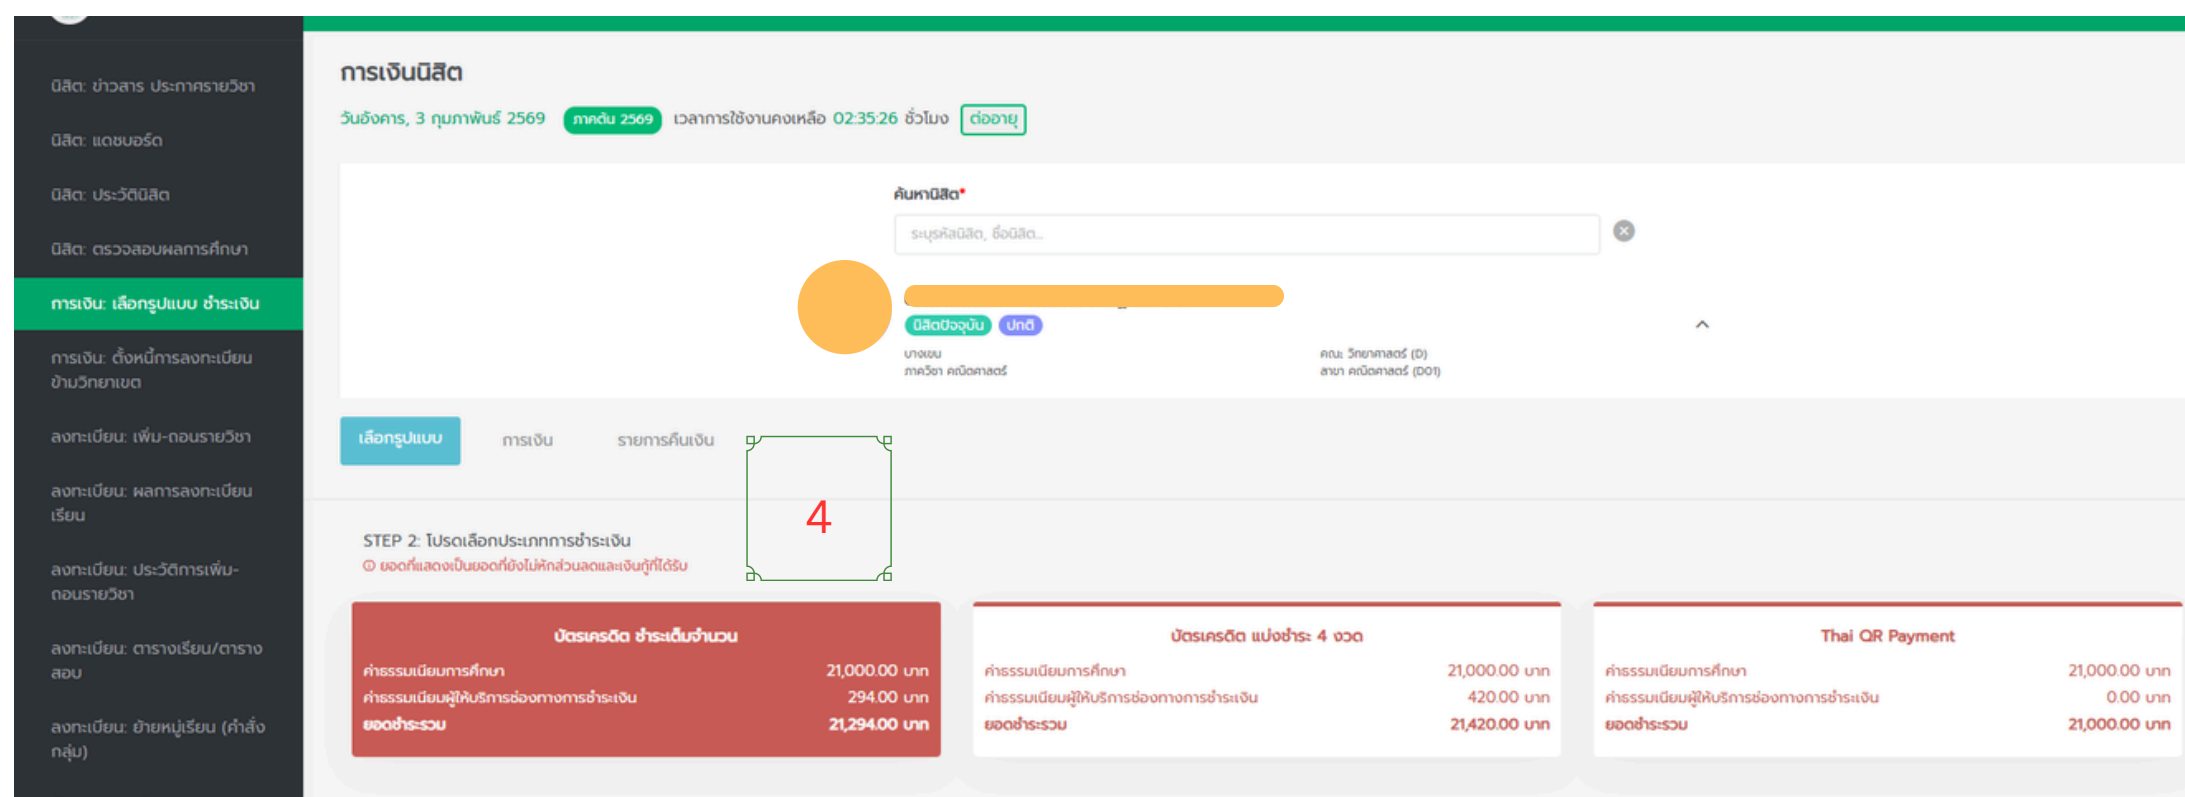 นิสิต: ข่าวสาร ประกาศรายวิชา
นิสิต: แดชบอร์ด
นิสิต: ประวัตินิสิต
นิสิต: ตรวจสอบผลการศึกษา
การเงิน: เลือกรูปแบบ ชำระเงิน
การเงิน: ตั้งหนี้การลงทะเบียน
ข้ามวิทยาเขต
ลงทะเบียน: เพิ่ม-ถอนรายวิชา
ลงทะเบียน: ผลการลงทะเบียน
เรียน
ลงทะเบียน: ประวัติการเพิ่ม-
ถอนรายวิชา
ลงทะเบียน: ตารางเรียน/ตาราง
สอบ
ลงทะเบียน: ย้ายหมู่เรียน (คำสั่ง
กลุ่ม)
การเงินนิสิต
วันอังคาร, 3 กุมภาพันธ์ 2569 ภาคต้น 2569 เวลาการใช้งานคงเหลือ 02:35:26 ชั่วโมง ต่ออายุ
ค้นหานิสิต*
ระบุรหัสนิสิต, ชื่อนิสิต...
นิสิตปัจจุบัน ปกติ
บางเขน คณะ วิทยาศาสตร์ (D)
ภาควิชา คณิตศาสตร์ สาขา คณิตศาสตร์ (D01)
เลือกรูปแบบ การเงิน รายการคืนเงิน
4
STEP 2: โปรดเลือกประเภทการชำระเงิน
ยอดที่แสดงเป็นยอดที่ยังไม่หักส่วนลดและเงินกู้ที่ได้รับ
บัตรเครดิต ชำระเต็มจำนวน
ค่าธรรมเนียมการศึกษา 21,000.00 บาท
ค่าธรรมเนียมผู้ให้บริการช่องทางการชำระเงิน 294.00 บาท
ยอดชำระรวม 21,294.00 บาท
บัตรเครดิต แบ่งชำระ 4 งวด
ค่าธรรมเนียมการศึกษา 21,000.00 บาท
ค่าธรรมเนียมผู้ให้บริการช่องทางการชำระเงิน 420.00 บาท
ยอดชำระรวม 21,420.00 บาท
Thai QR Payment
ค่าธรรมเนียมการศึกษา 21,000.00 บาท
ค่าธรรมเนียมผู้ให้บริการช่องทางการชำระเงิน 0.00 บาท
ยอดชำระรวม 21,000.00 บาท